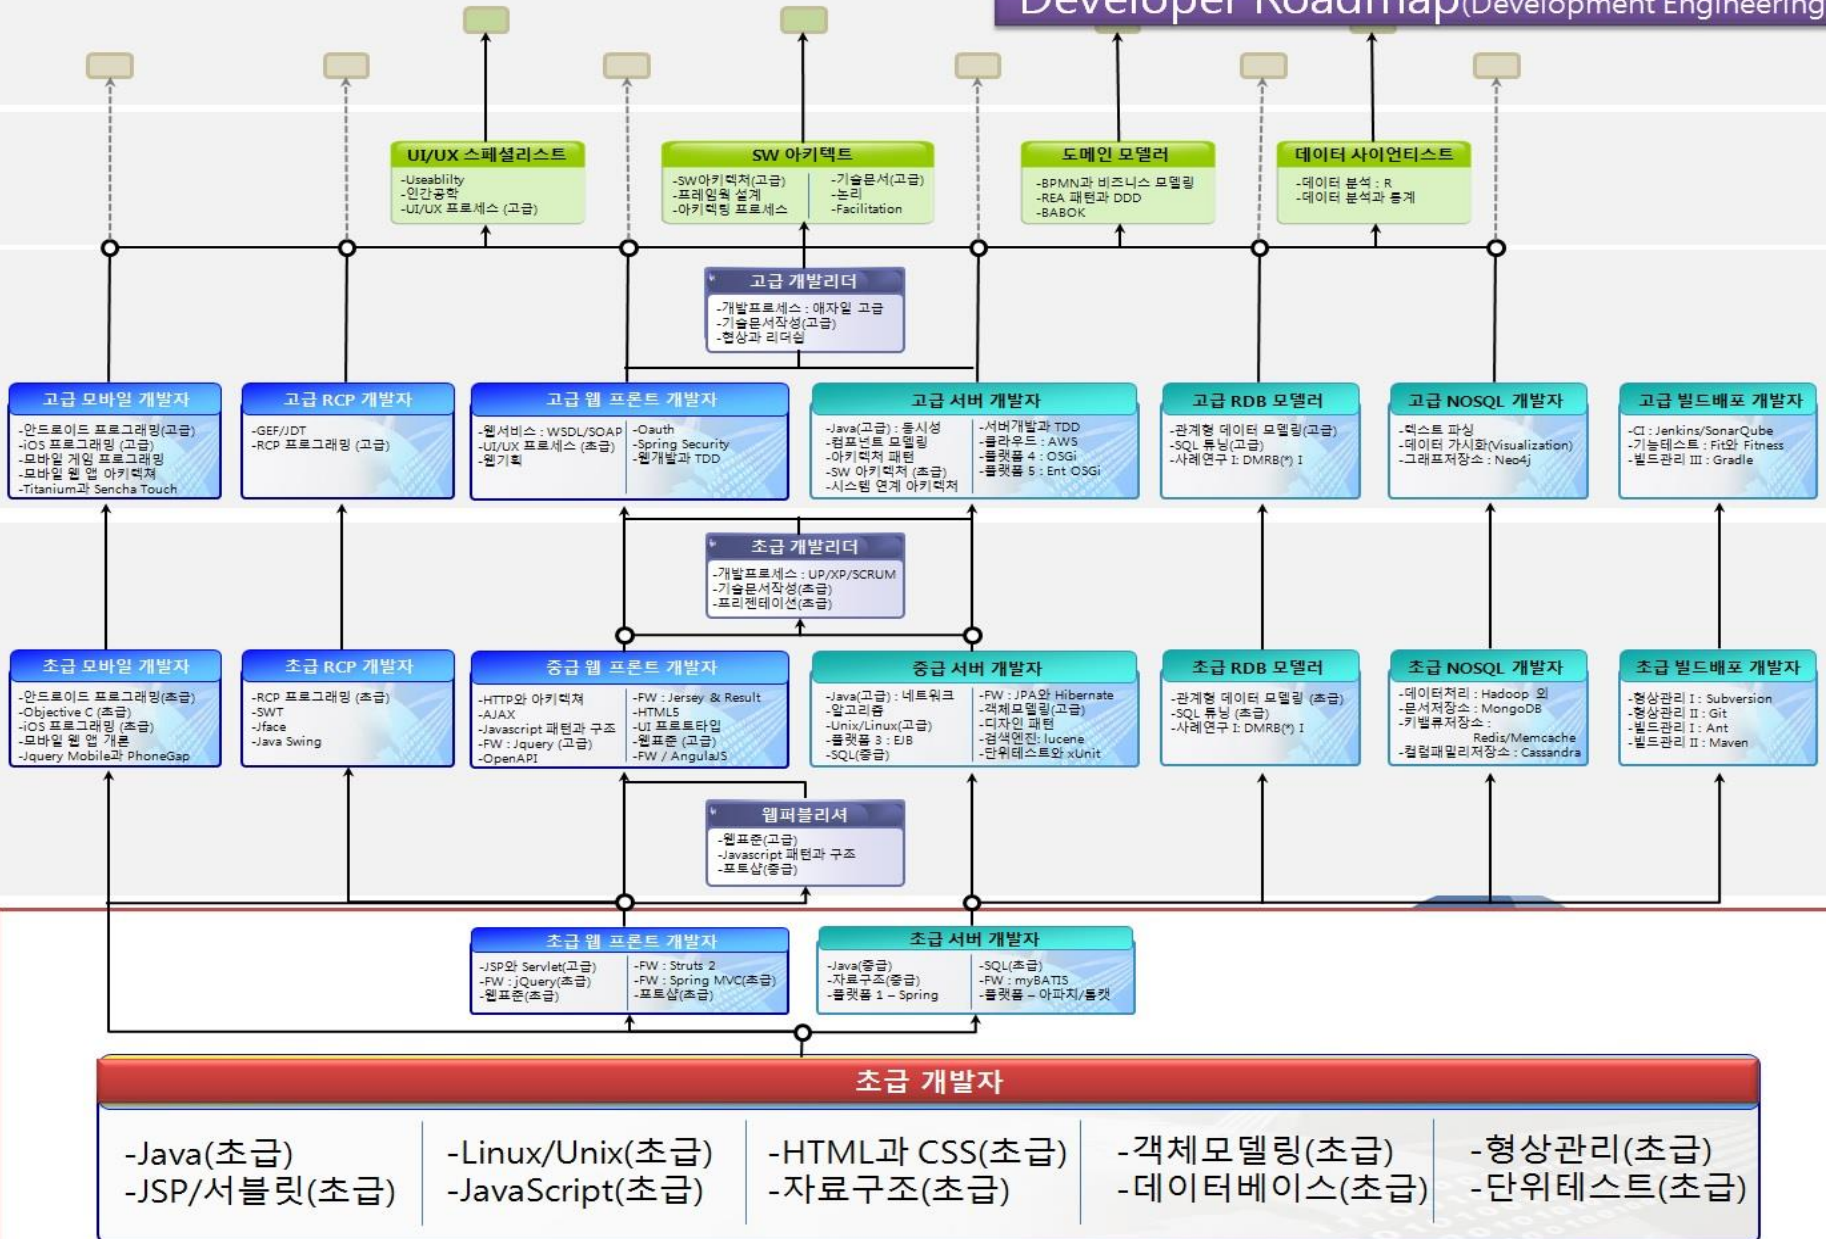 Developer Roadmap(Development Engineering
UI/UX 스페셜리스트
-Useablilty
-인간공학
-UI/UX 프로세스 (고급)
SW 아키텍트
-SW아키텍처(고급)
-프레임웍 설계
-아키텍팅 프로세스
-기술문서(고급)
-논리
-Facilitation
도메인 모델러
-BPMN과 비즈니스 모델링
-REA 패턴과 DDD
-BABOK
데이터 사이언티스트
-데이터 분석 : R
-데이터 분석과 통계
고급 개발리더
-개발프로세스 : 애자일 고급
-기술문서작성(고급)
-협상과 리더쉽
고급 모바일 개발자
-안드로이드 프로그래밍(고급)
-iOS 프로그래밍 (고급)
-모바일 게임 프로그래밍
-모바일 웹 앱 아키텍쳐
-Titanium과 Sencha Touch
고급 RCP 개발자
-GEF/JDT
-RCP 프로그래밍 (고급)
고급 웹 프론트 개발자
-웹서비스 : WSDL/SOAP
-UI/UX 프로세스 (초급)
-웹기획
-Oauth
-Spring Security
-웹개발과 TDD
고급 서버 개발자
-Java(고급) : 동시성
-컴포넌트 모델링
-아키텍처 패턴
-SW 아키텍처 (초급)
-시스템 연계 아키텍처
-서버개발과 TDD
-클라우드 : AWS
-플랫폼 4 : OSGi
-플랫폼 5 : Ent OSGi
고급 RDB 모델러
-관계형 데이터 모델링(고급)
-SQL 튜닝(고급)
-사례연구 I: DMRB(*) I
고급 NOSQL 개발자
-텍스트 파싱
-데이터 가시화(Visualization)
-그래프저장소 : Neo4j
고급 빌드배포 개발자
-CI : Jenkins/SonarQube
-기능테스트 : Fit와 Fitness
-빌드관리 III : Gradle
초급 개발리더
-개발프로세스 : UP/XP/SCRUM
-기술문서작성(초급)
-프리젠테이션(초급)
초급 모바일 개발자
-안드로이드 프로그래밍(초급)
-Objective C (초급)
-iOS 프로그래밍 (초급)
-모바일 웹 앱 개론
-Jquery Mobile과 PhoneGap
초급 RCP 개발자
-RCP 프로그래밍 (초급)
-SWT
-Jface
-Java Swing
중급 웹 프론트 개발자
-HTTP와 아키텍쳐
-AJAX
-Javascript 패턴과 구조
-FW : Jquery (고급)
-OpenAPI
-FW : Jersey & Result
-HTML5
-UI 프로토타입
-웹표준 (고급)
-FW / AngulaJS
중급 서버 개발자
-Java(고급) : 네트워크
-알고리즘
-Unix/Linux(고급)
-플랫폼 3 : EJB
-SQL(중급)
-FW : JPA와 Hibernate
-객체모델링(고급)
-디자인 패턴
-검색엔진: lucene
-단위테스트와 xUnit
초급 RDB 모델러
-관계형 데이터 모델링 (초급)
-SQL 튜닝 (초급)
-사례연구 I: DMRB(*) I
초급 NOSQL 개발자
-데이터처리 : Hadoop 외
-문서저장소 : MongoDB
-키밸류저장소 :
Redis/Memcache
-컬럼패밀리저장소 : Cassandra
초급 빌드배포 개발자
-형상관리 I : Subversion
-형상관리 II : Git
-빌드관리 I : Ant
-빌드관리 II : Maven
웹퍼블리셔
-웹표준(고급)
-Javascript 패턴과 구조
-포토샵(중급)
초급 웹 프론트 개발자
-JSP와 Servlet(고급)
-FW : jQuery(초급)
-웹표준(초급)
-FW : Struts 2
-FW : Spring MVC(초급)
-포토샵(초급)
초급 서버 개발자
-Java(중급)
-자료구조(중급)
-플랫폼 1 – Spring
-SQL(초급)
-FW : myBATIS
-플랫폼 – 아파치/톰캣
초급 개발자
-Java(초급)
-JSP/서블릿(초급)
-Linux/Unix(초급)
-JavaScript(초급)
-HTML과 CSS(초급)
-자료구조(초급)
-객체모델링(초급)
-데이터베이스(초급)
-형상관리(초급)
-단위테스트(초급)